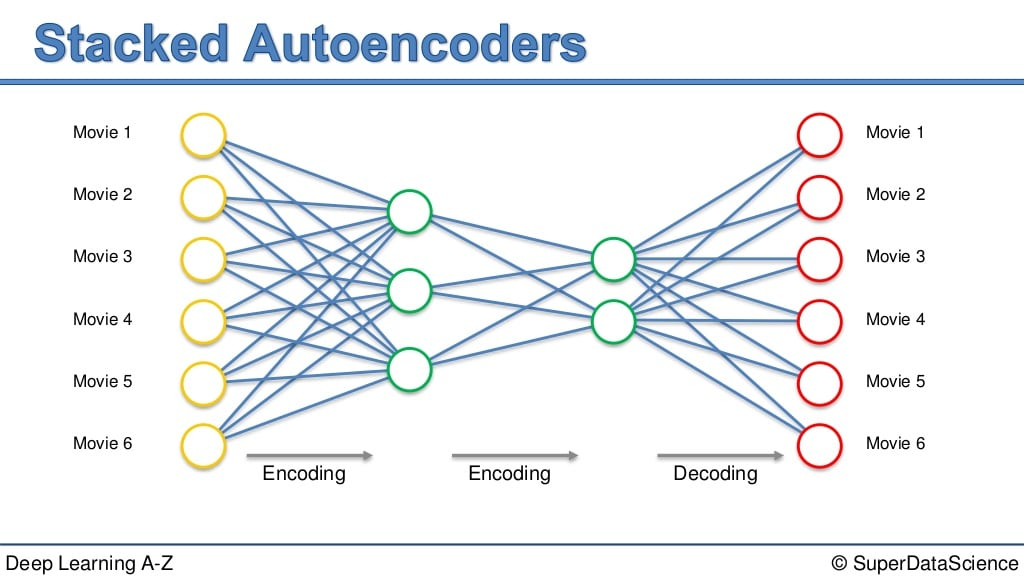 Stacked Autoencoders
Movie 1
Movie 2
Movie 3
Movie 4
Movie 5
Movie 6
Movie 1
Movie 2
Movie 3
Movie 4
Movie 5
Movie 6
Encoding
Encoding
Decoding
Deep Learning A-Z
© SuperDataScience